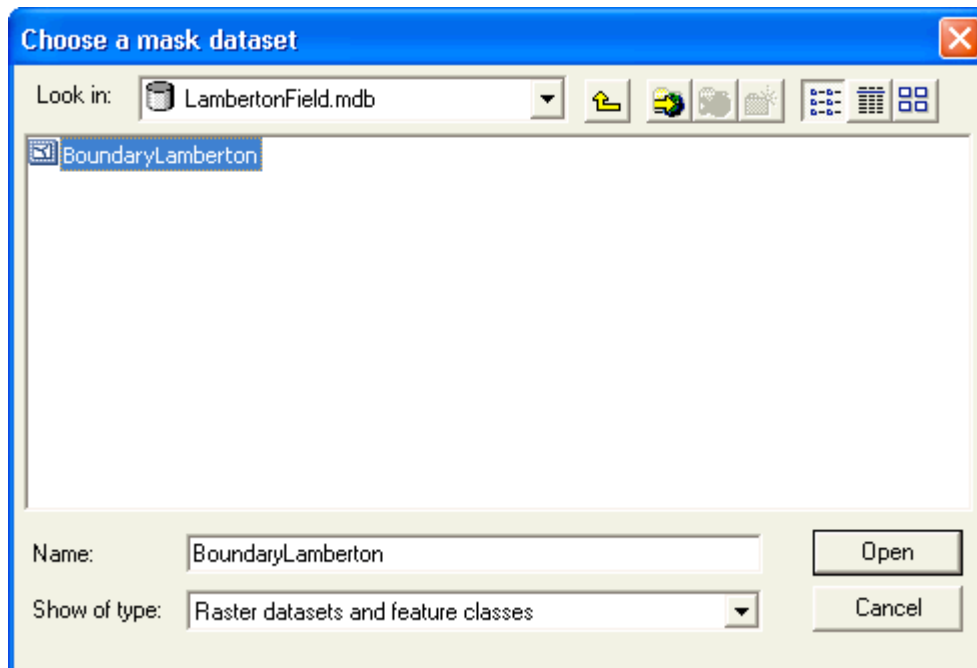 Choose a mask dataset
Look in: LambertonField.mdb
BoundaryLamberton
Name: BoundaryLamberton Open
Show of type: Raster datasets and feature classes Cancel